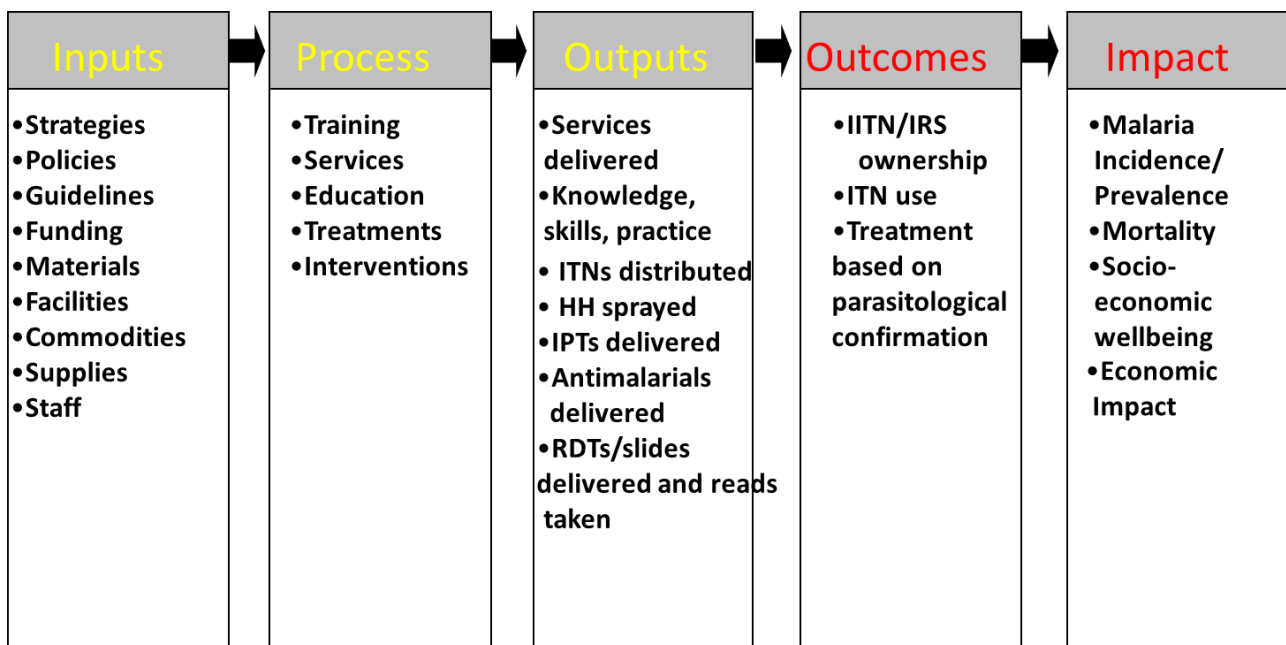 Inputs
•Strategies
•Policies
•Guidelines
•Funding
•Materials
•Facilities
•Commodities
•Supplies
•Staff
Process
•Training
•Services
•Education
•Treatments
•Interventions
Outputs
•Services
delivered
•Knowledge,
skills, practice
• ITNs distributed
• HH sprayed
•IPTs delivered
•Antimalarials
delivered
•RDTs/slides
delivered and reads
taken
Outcomes
•IITN/IRS
ownership
•ITN use
•Treatment
based on
parasitological
confirmation
Impact
•Malaria
Incidence/
Prevalence
•Mortality
•Socio-
economic
wellbeing
•Economic
Impact